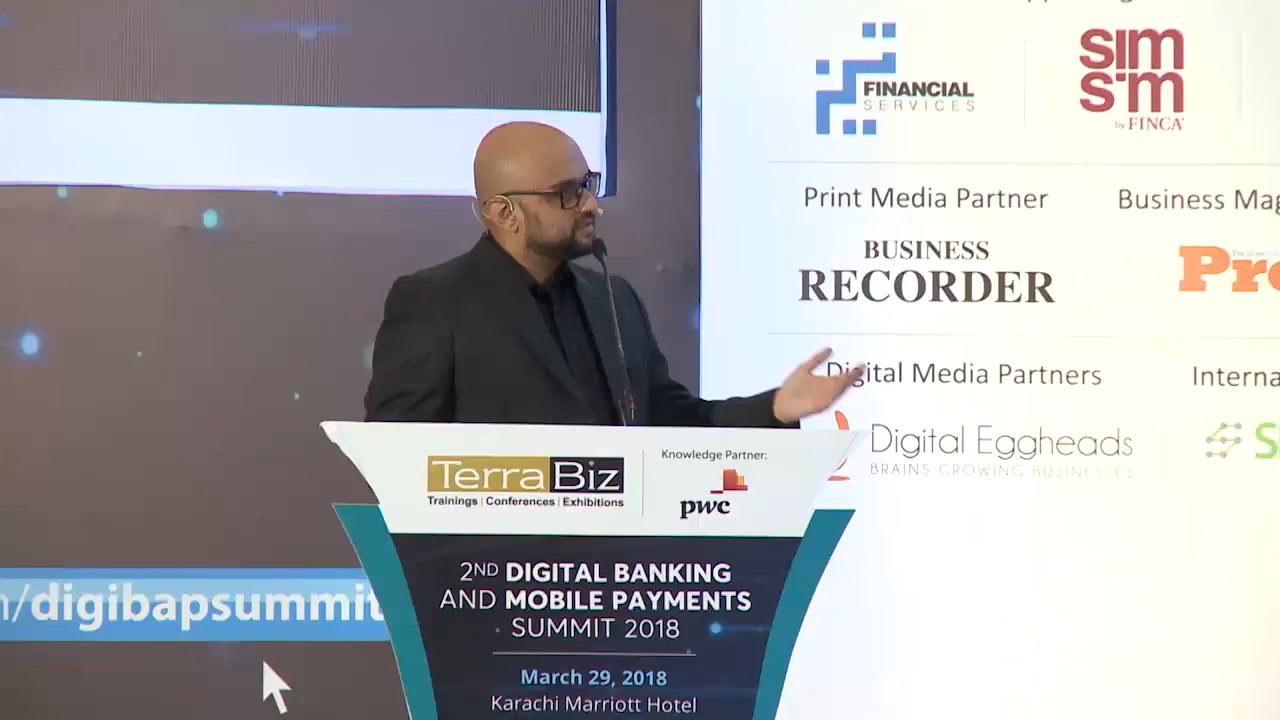 FINANCIAL
SERVICES
SIM
SIM
by FINCA
Print Media Partner
Business
BUSINESS
RECORDER
Digital Media Partners
Digital Eggheads
BRAINS GROWING BUSINESSES
TerraBiz
Trainings | Conferences | Exhibitions
Knowledge Partner:
pwc
2ND DIGITAL BANKING
AND MOBILE PAYMENTS
SUMMIT 2018
March 29, 2018
Karachi Marriott Hotel
/digibapsummit